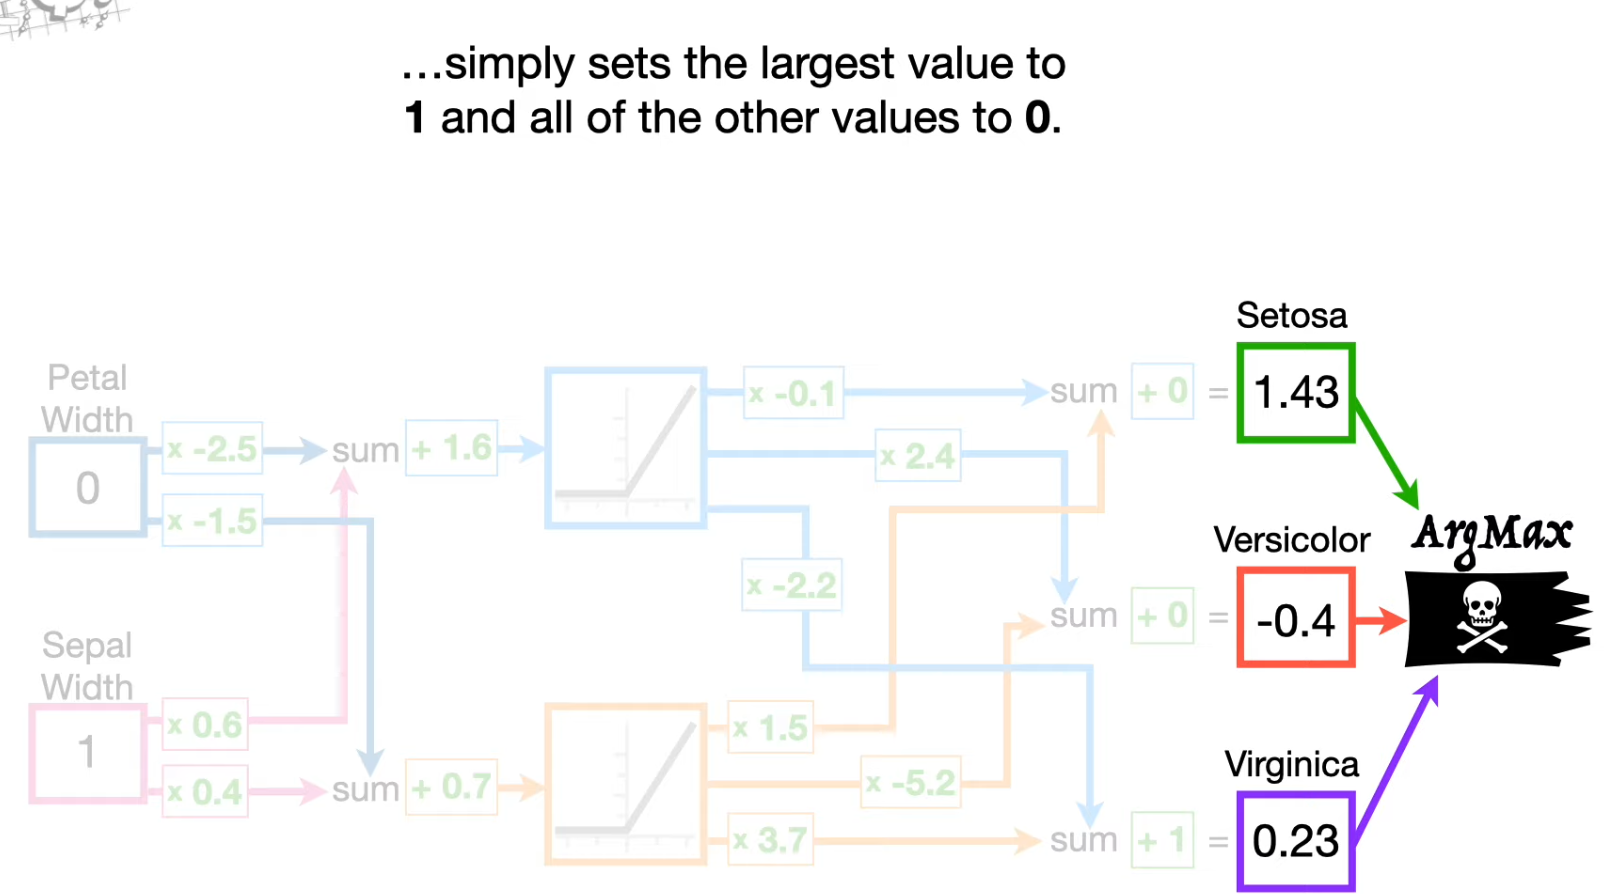 …simply sets the largest value to
1 and all of the other values to 0.
Setosa
Petal
Width
x -2.5
sum
+ 1.6
x -0.1
sum
+ 0
=
1.43
0
x -1.5
x 2.4
x -2.2
Versicolor
ArgMax
sum
+ 0
=
-0.4
Sepal
Width
x 0.6
1
x 0.4
sum
+ 0.7
x 1.5
x -5.2
x 3.7
Virginica
sum
+ 1
=
0.23